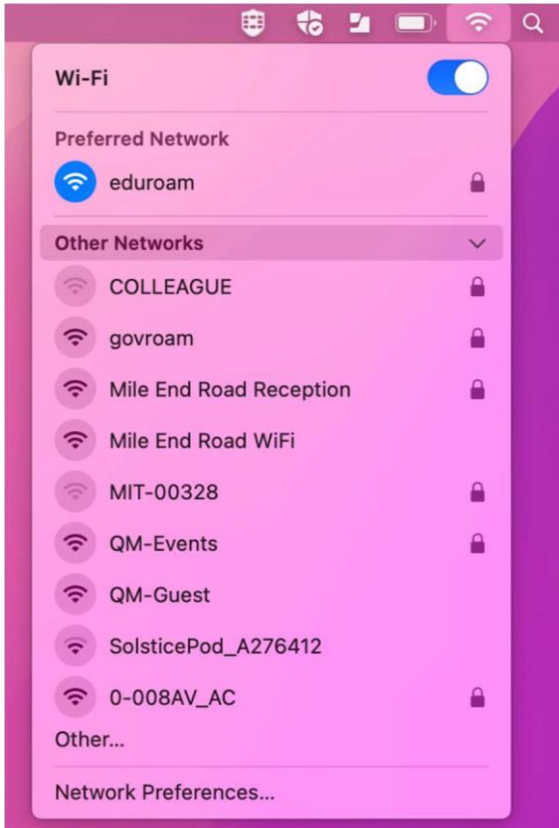 Wi-Fi
Preferred Network
eduroam
Other Networks
COLLEAGUE
govroam
Mile End Road Reception
Mile End Road WiFi
MIT-00328
QM-Events
QM-Guest
SolsticePod_A276412
0-008AV_AC
Other...
Network Preferences...